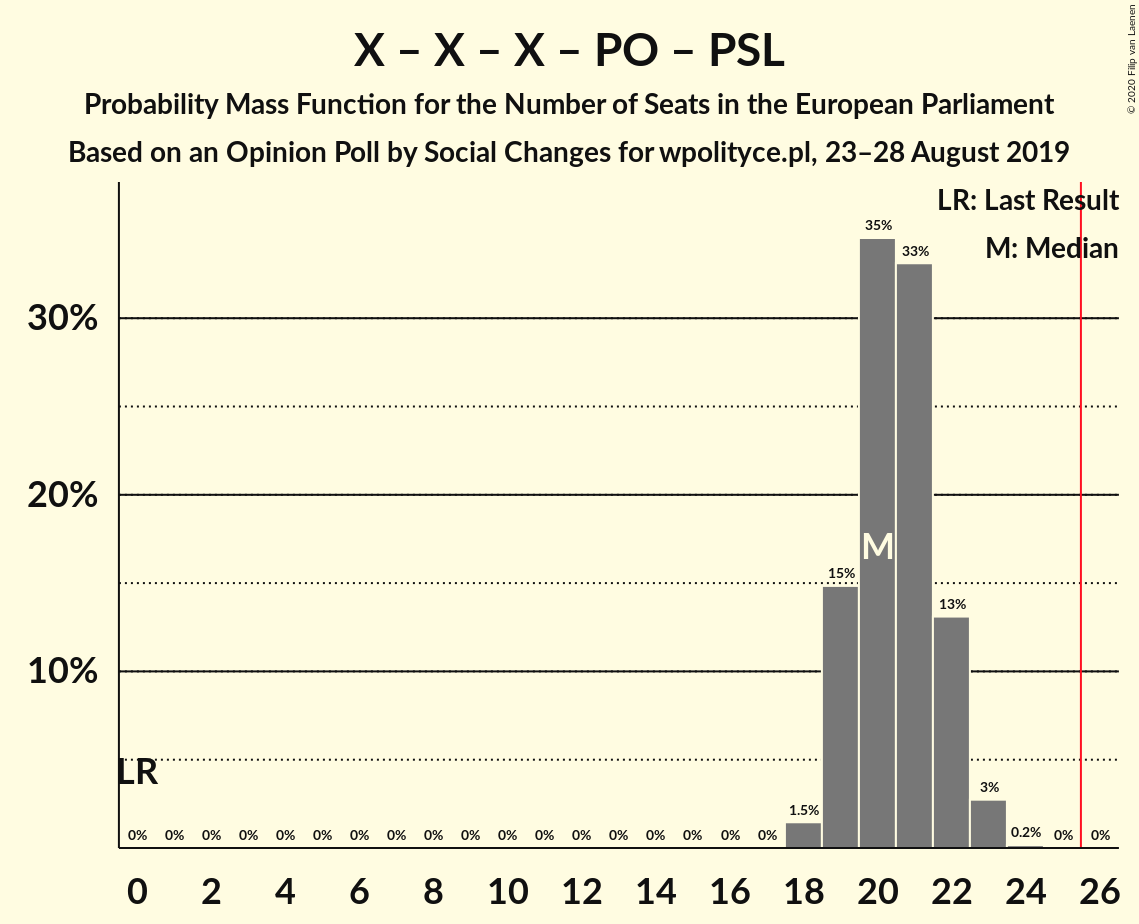 X – X – X – PO – PSL
Probability Mass Function for the Number of Seats in the European Parliament
Based on an Opinion Poll by Social Changes for wpolityce.pl, 23–28 August 2019
© 2020 Filip van Laenen
LR: Last Result
M: Median
35%
33%
30%
20%
M
15%
13%
10%
LR
3%
1.5%
0.2%
0% 0% 0% 0% 0% 0% 0% 0% 0% 0% 0% 0% 0% 0% 0% 0% 0% 0% 0% 0%
0 2 4 6 8 10 12 14 16 18 20 22 24 26